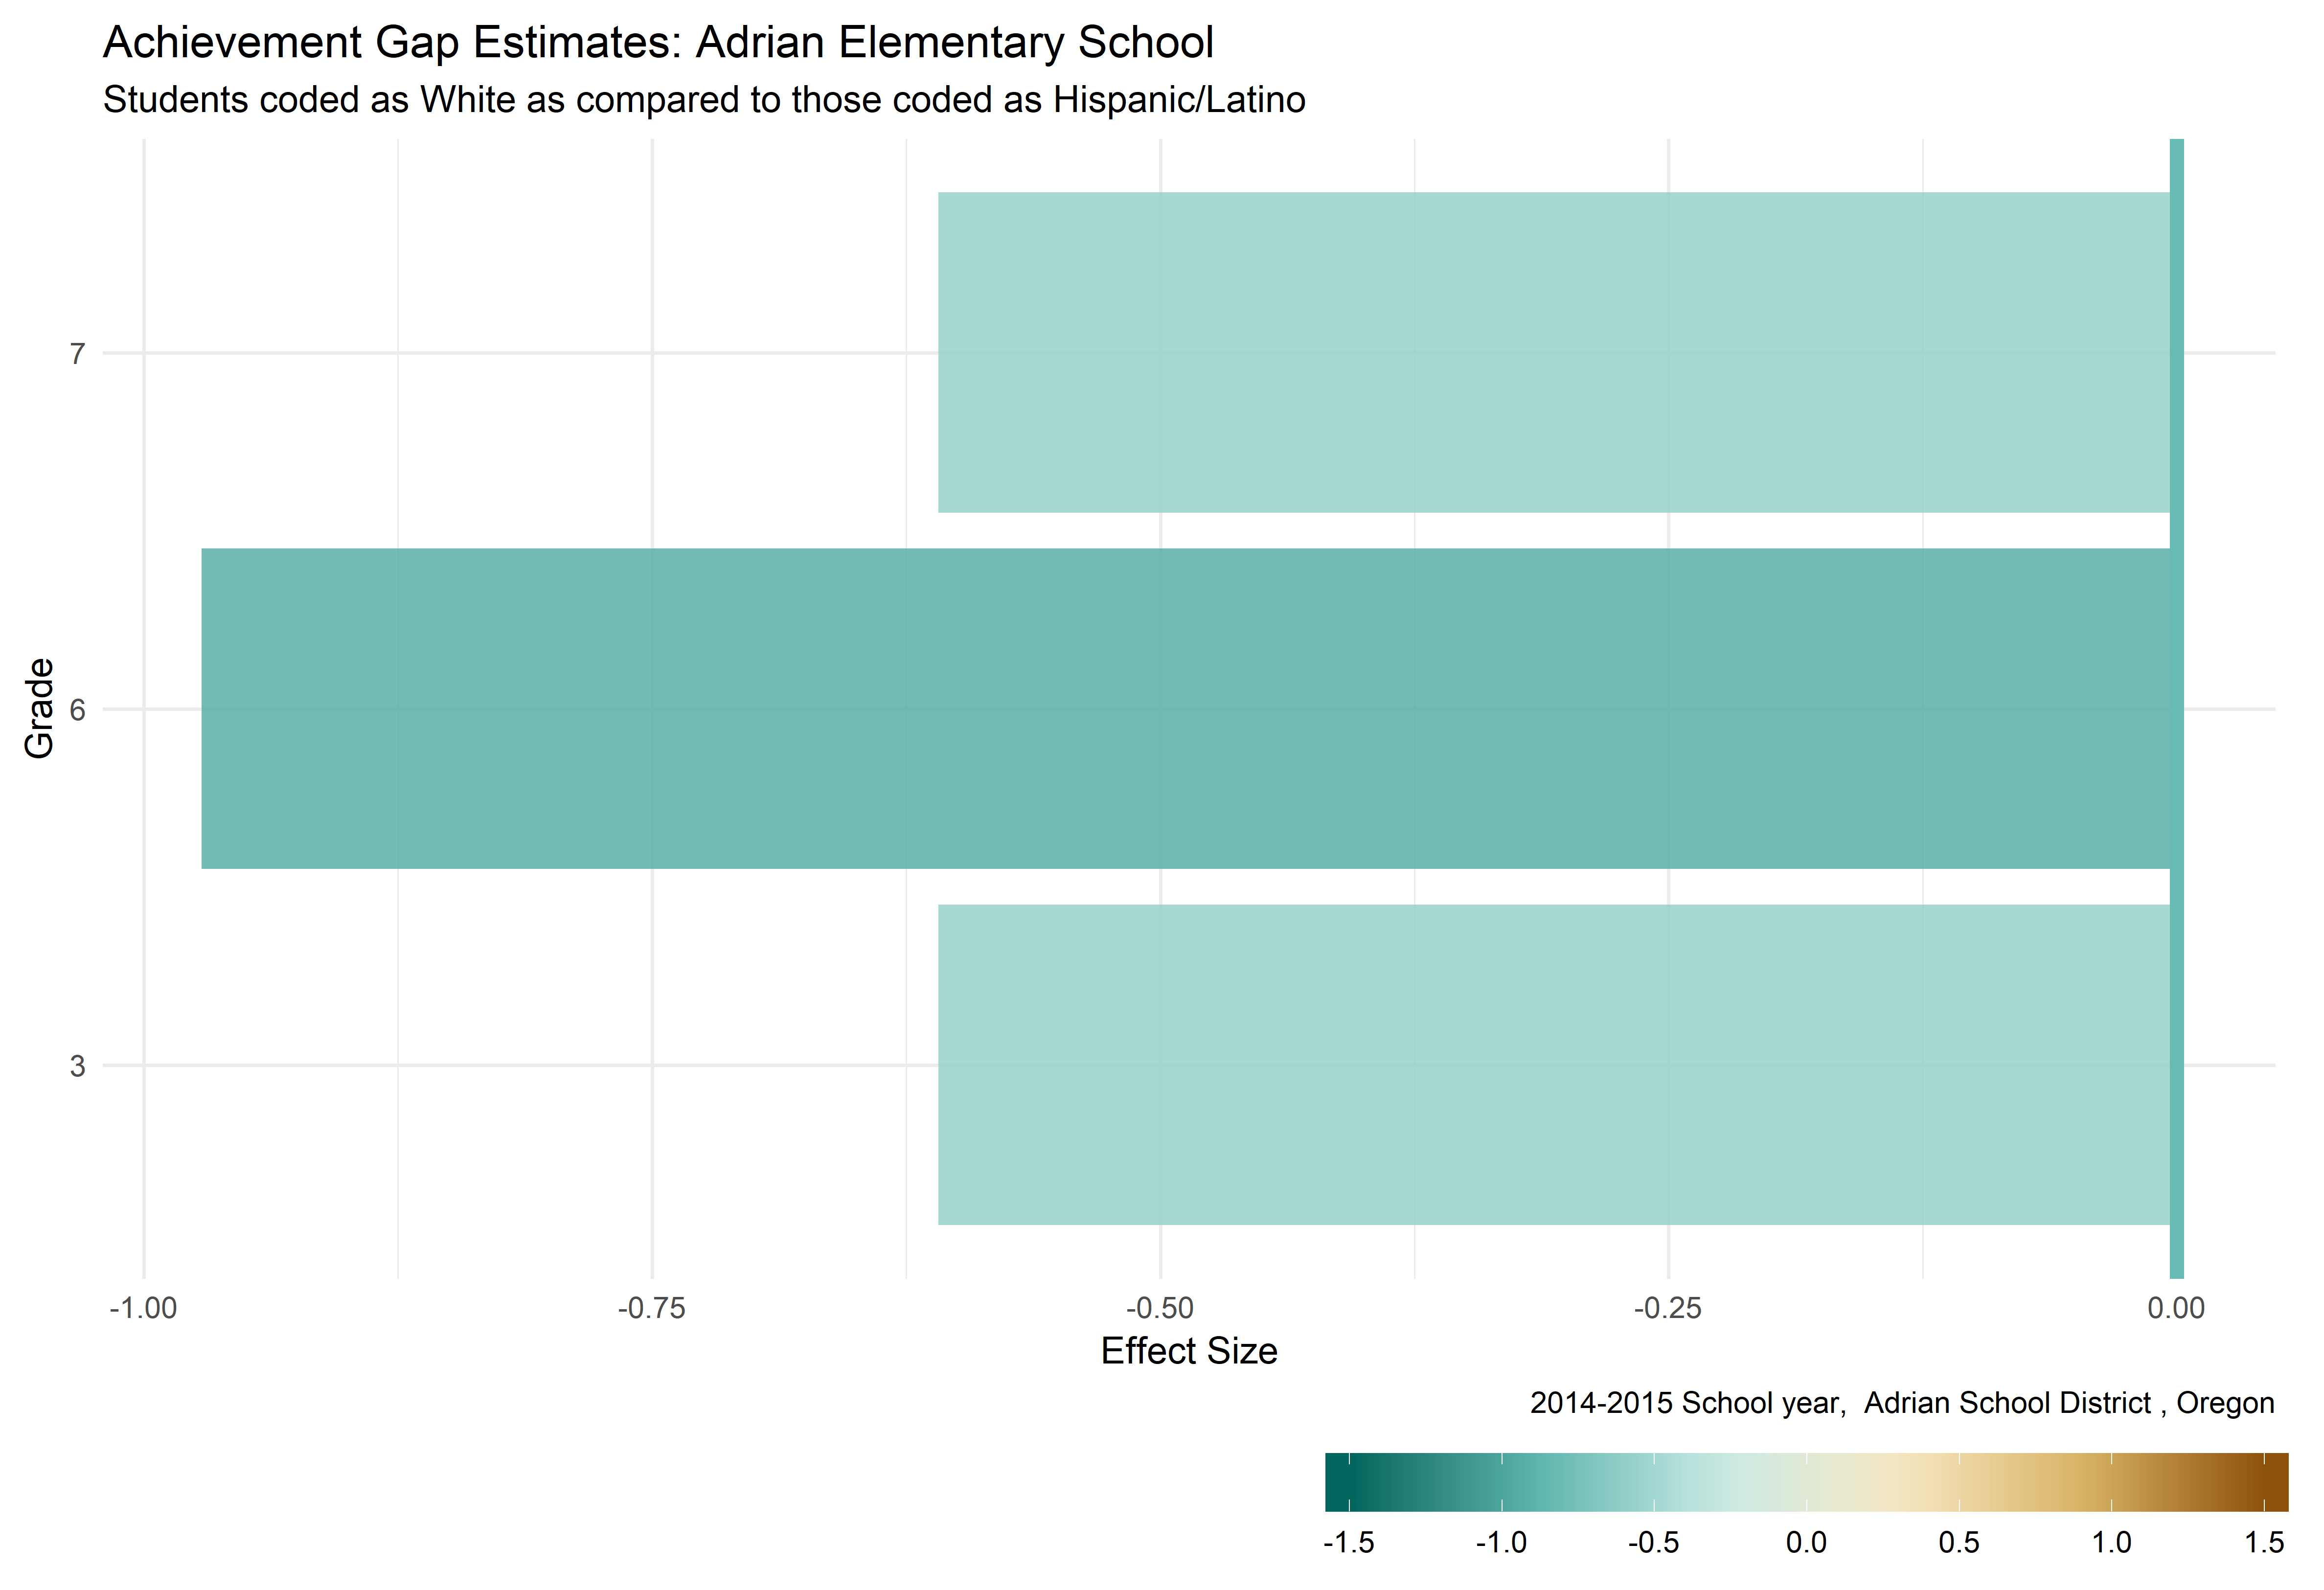 Achievement Gap Estimates: Adrian Elementary School
Students coded as White as compared to those coded as Hispanic/Latino
Grade
7
6
3
-1.00 -0.75 -0.50 -0.25 0.00
Effect Size
2014-2015 School year,  Adrian School District , Oregon
-1.5 -1.0 -0.5 0.0 0.5 1.0 1.5